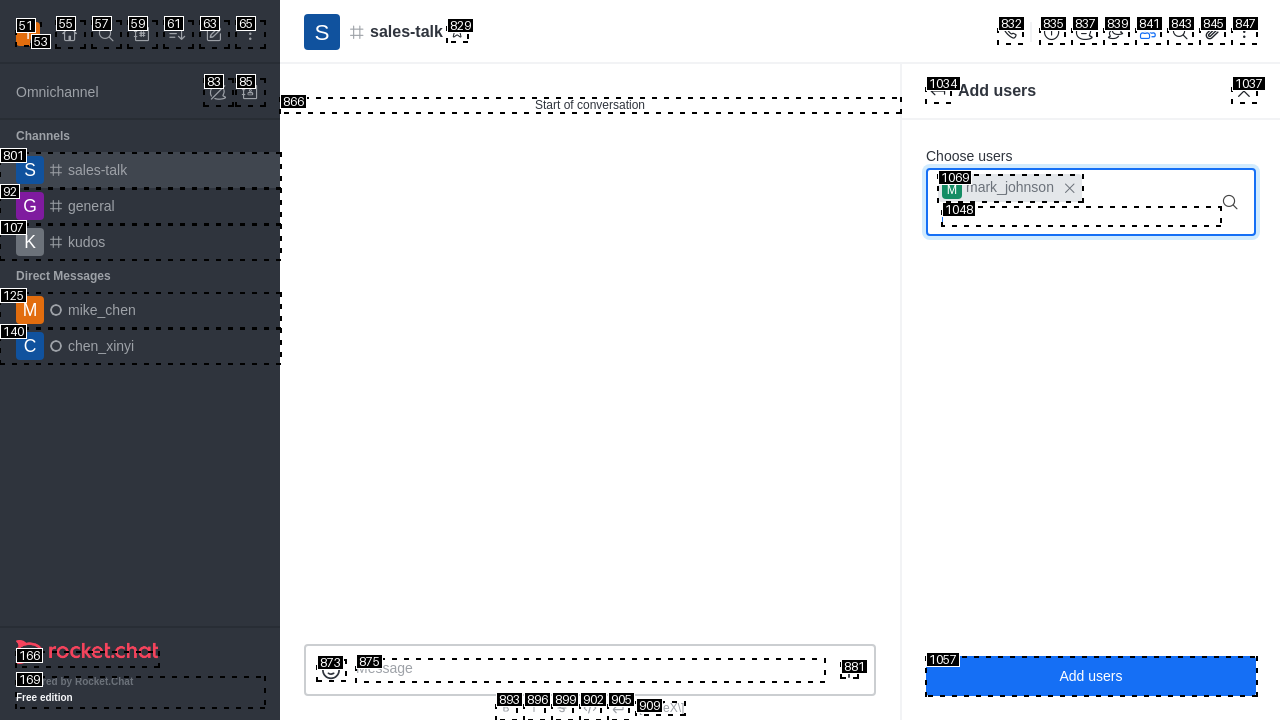 51
53
55
57
59
61
63
65
S
sales-talk
829
832
835
837
839
841
843
845
847
Omnichannel
83
85
866
Start of conversation
1034
Add users
1037
Channels
801
S
sales-talk
92
G
general
107
K
kudos
Direct Messages
125
M
mike_chen
140
C
chen_xinyi
Choose users
1069
M
mark_johnson
1048
166
rocket.chat
169
by Rocket.Chat
Free edition
873
875
881
893
896
899
902
905
909
1057
Add users